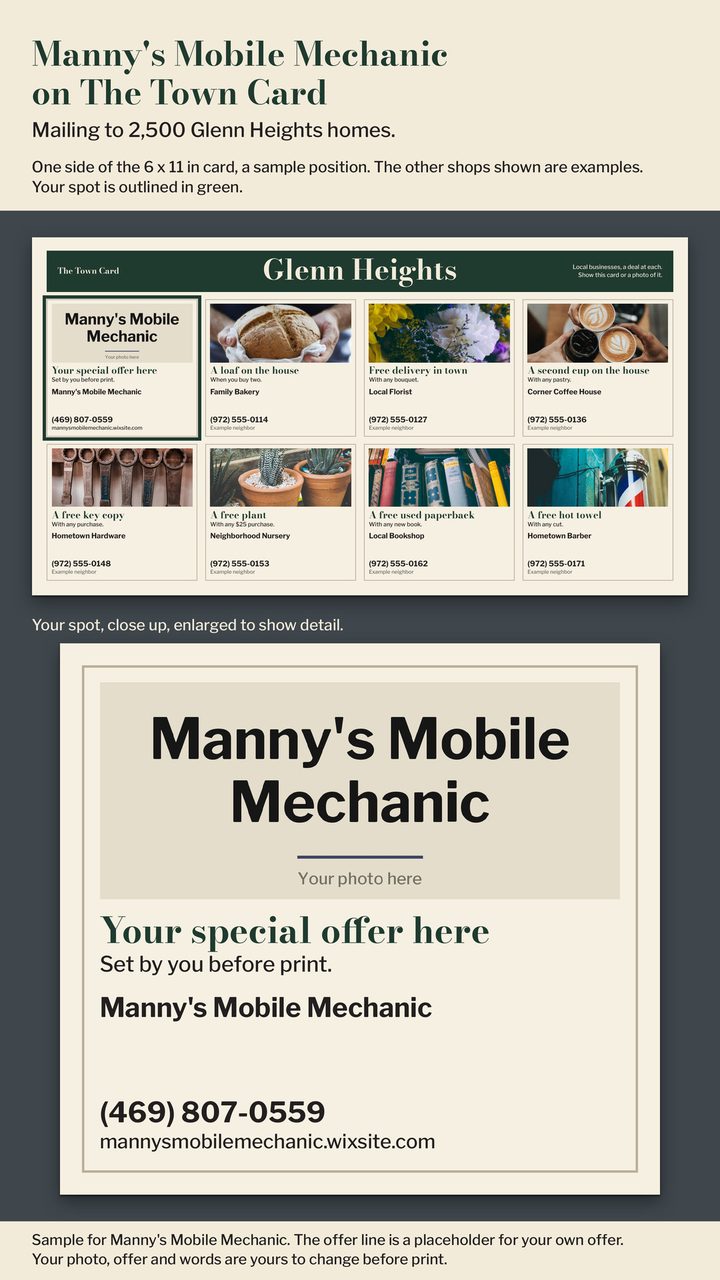 Manny's Mobile Mechanic
on The Town Card
Mailing to 2,500 Glenn Heights homes.
One side of the 6 x 11 in card, a sample position. The other shops shown are examples.
Your spot is outlined in green.
The Town Card
Glenn Heights
Local businesses, a deal at each.
Show this card or a photo of it.
Manny's Mobile
Mechanic
Your photo here
Your special offer here
Set by you before print.
Manny's Mobile Mechanic
(469) 807-0559
mannysmobilemechanic.wixsite.com
A loaf on the house
When you buy two.
Family Bakery
(972) 555-0114
Example neighbor
Free delivery in town
With any bouquet.
Local Florist
(972) 555-0127
Example neighbor
A second cup on the house
With any pastry.
Corner Coffee House
(972) 555-0136
Example neighbor
A free key copy
With any purchase.
Hometown Hardware
(972) 555-0148
Example neighbor
A free plant
With any $25 purchase.
Neighborhood Nursery
(972) 555-0153
Example neighbor
A free used paperback
With any new book.
Local Bookshop
(972) 555-0162
Example neighbor
A free hot towel
With any cut.
Hometown Barber
(972) 555-0171
Example neighbor
Your spot, close up, enlarged to show detail.
Manny's Mobile
Mechanic
Your photo here
Your special offer here
Set by you before print.
Manny's Mobile Mechanic
(469) 807-0559
mannysmobilemechanic.wixsite.com
Sample for Manny's Mobile Mechanic. The offer line is a placeholder for your own offer.
Your photo, offer and words are yours to change before print.